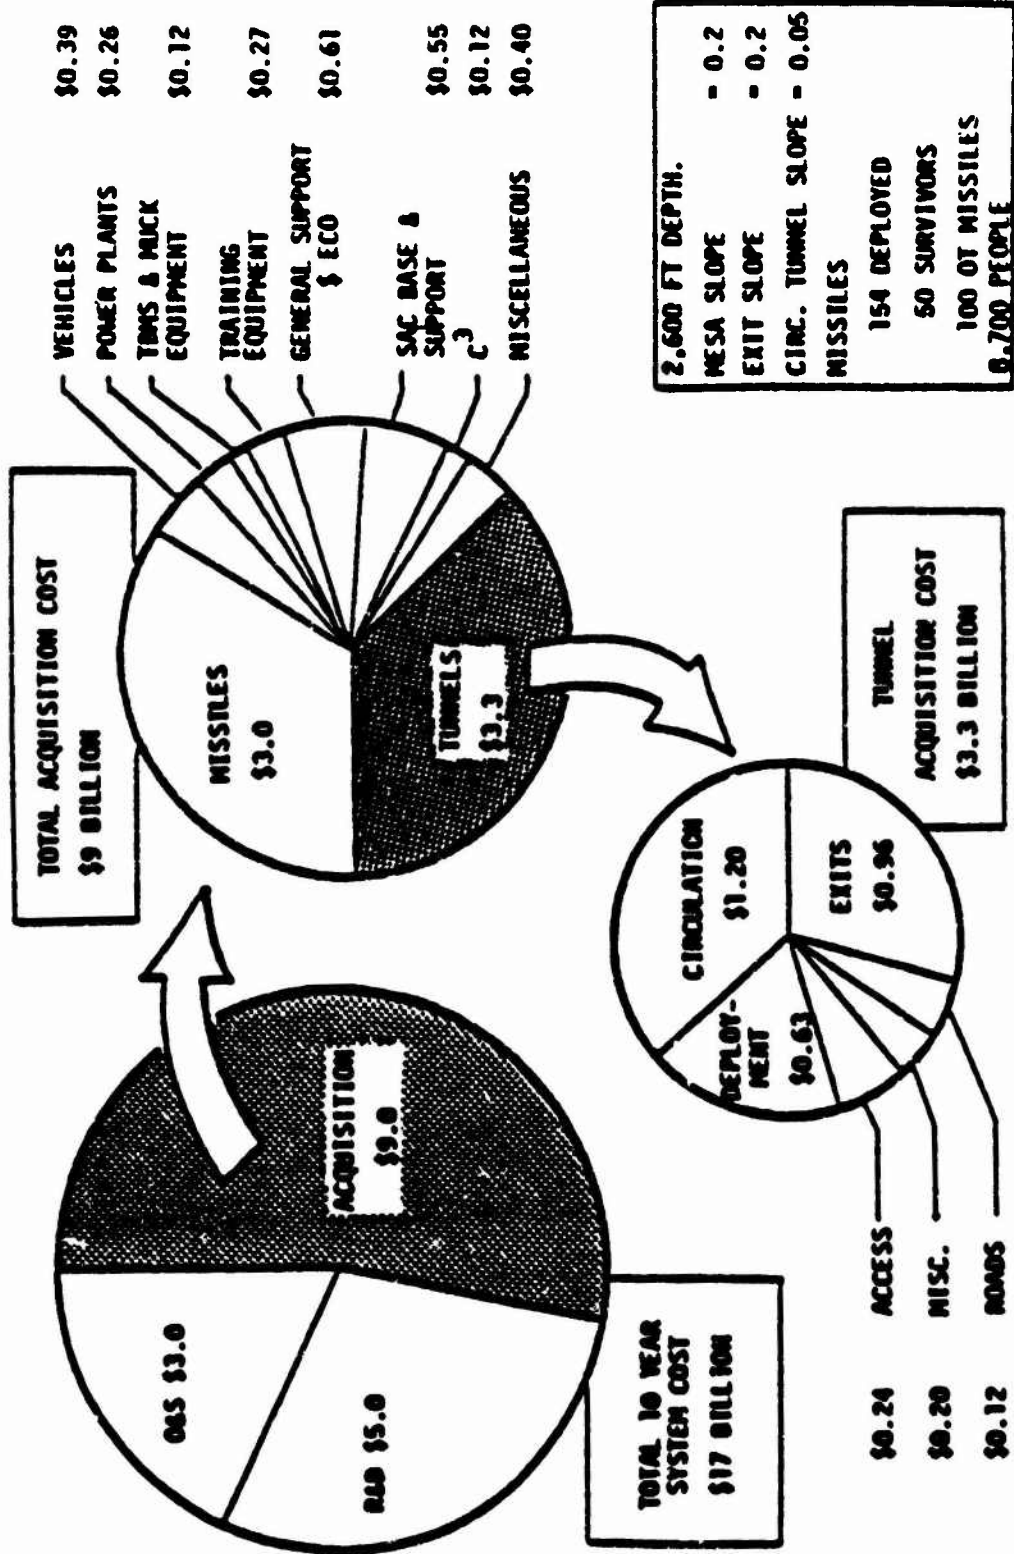 TOTAL 10 YEAR
SYSTEM COST
$17 BILLION
O&S $3.0
R&D $5.0
ACQUISITION
$9.0
TOTAL ACQUISITION COST
$9 BILLION
MISSILES
$3.0
TUNNELS
$3.3
VEHICLES $0.39
POWER PLANTS $0.26
TBMS & MUCK
EQUIPMENT $0.12
TRAINING
EQUIPMENT $0.27
GENERAL SUPPORT
$ ECO $0.61
SAC BASE &
SUPPORT $0.55
C3 $0.12
MISCELLANEOUS $0.40
CIRCULATION
$1.20
DEPLOY-
MENT
$0.63
EXITS
$0.96
$0.24 ACCESS
$0.20 MISC.
$0.12 ROADS
TUNNEL
ACQUISITION COST
$3.3 BILLION
2,600 FT DEPTH.
MESA SLOPE = 0.2
EXIT SLOPE = 0.2
CIRC. TUNNEL SLOPE = 0.05
MISSILES
154 DEPLOYED
50 SURVIVORS
100 OT MISSILES
8,700 PEOPLE